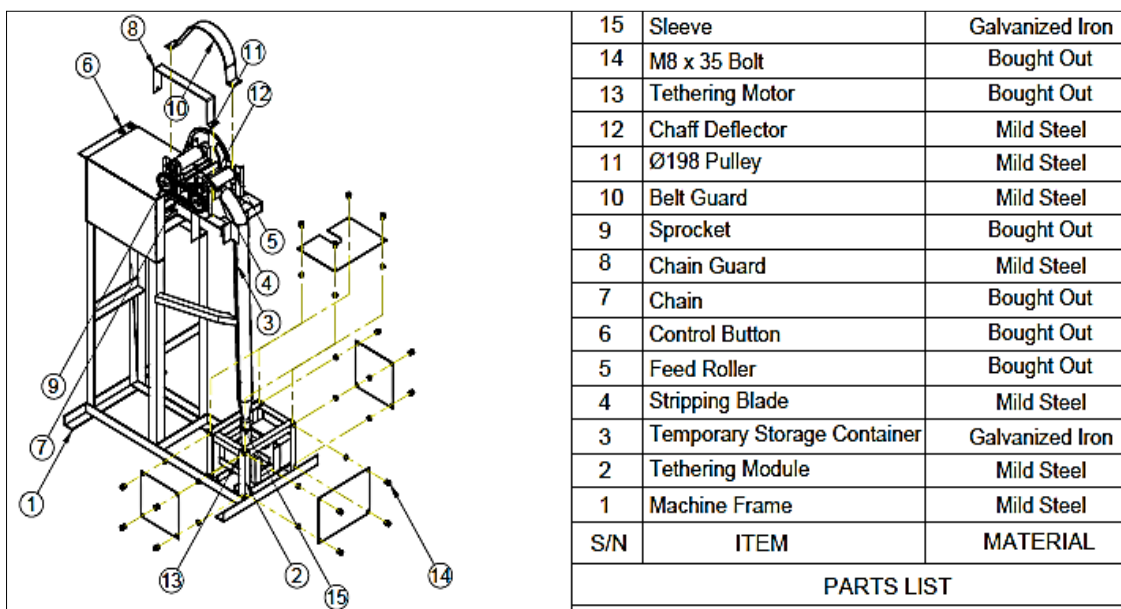 8
11
6
10
12
5
4
3
9
7
1
13
2
15
14
15 Sleeve Galvanized Iron
14 M8 x 35 Bolt Bought Out
13 Tethering Motor Bought Out
12 Chaff Deflector Mild Steel
11 Ø198 Pulley Mild Steel
10 Belt Guard Mild Steel
9 Sprocket Bought Out
8 Chain Guard Mild Steel
7 Chain Bought Out
6 Control Button Bought Out
5 Feed Roller Bought Out
4 Stripping Blade Mild Steel
3 Temporary Storage Container Galvanized Iron
2 Tethering Module Mild Steel
1 Machine Frame Mild Steel
S/N ITEM MATERIAL
PARTS LIST